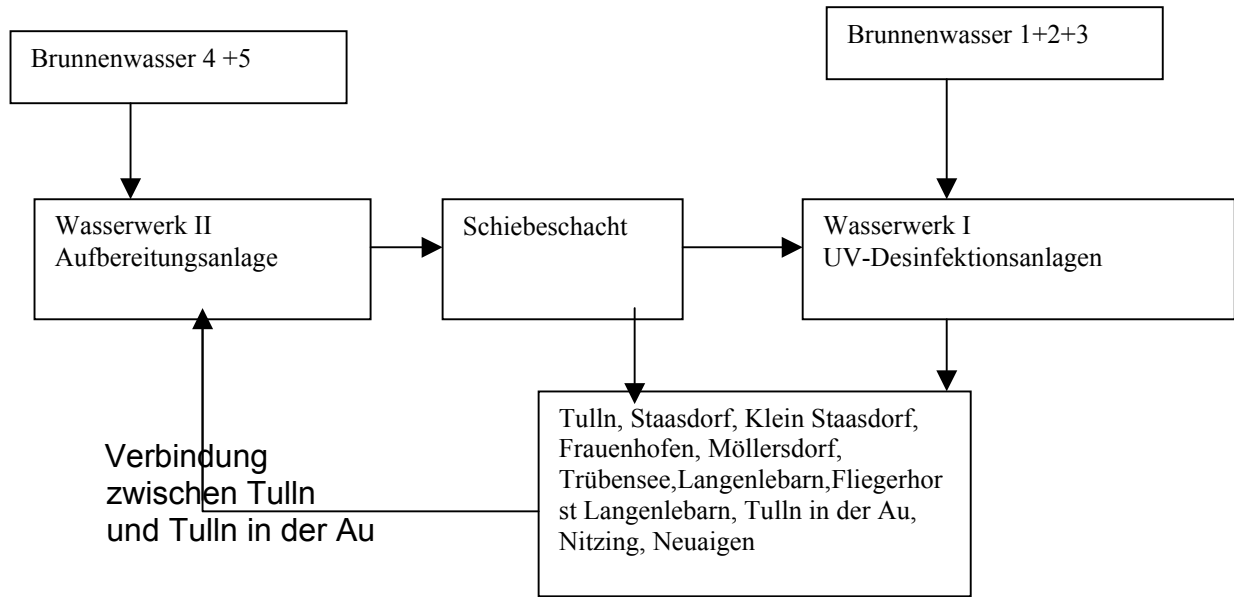 Brunnenwasser 4 +5
Brunnenwasser 1+2+3
Wasserwerk II
Aufbereitungsanlage
Schiebeschacht
Wasserwerk I
UV-Desinfektionsanlagen
Verbindung
zwischen Tulln
und Tulln in der Au
Tulln, Staasdorf, Klein Staasdorf,
Frauenhofen, Möllersdorf,
Trübensee,Langenlebarn,Fliegerhor
st Langenlebarn, Tulln in der Au,
Nitzing, Neuaigen